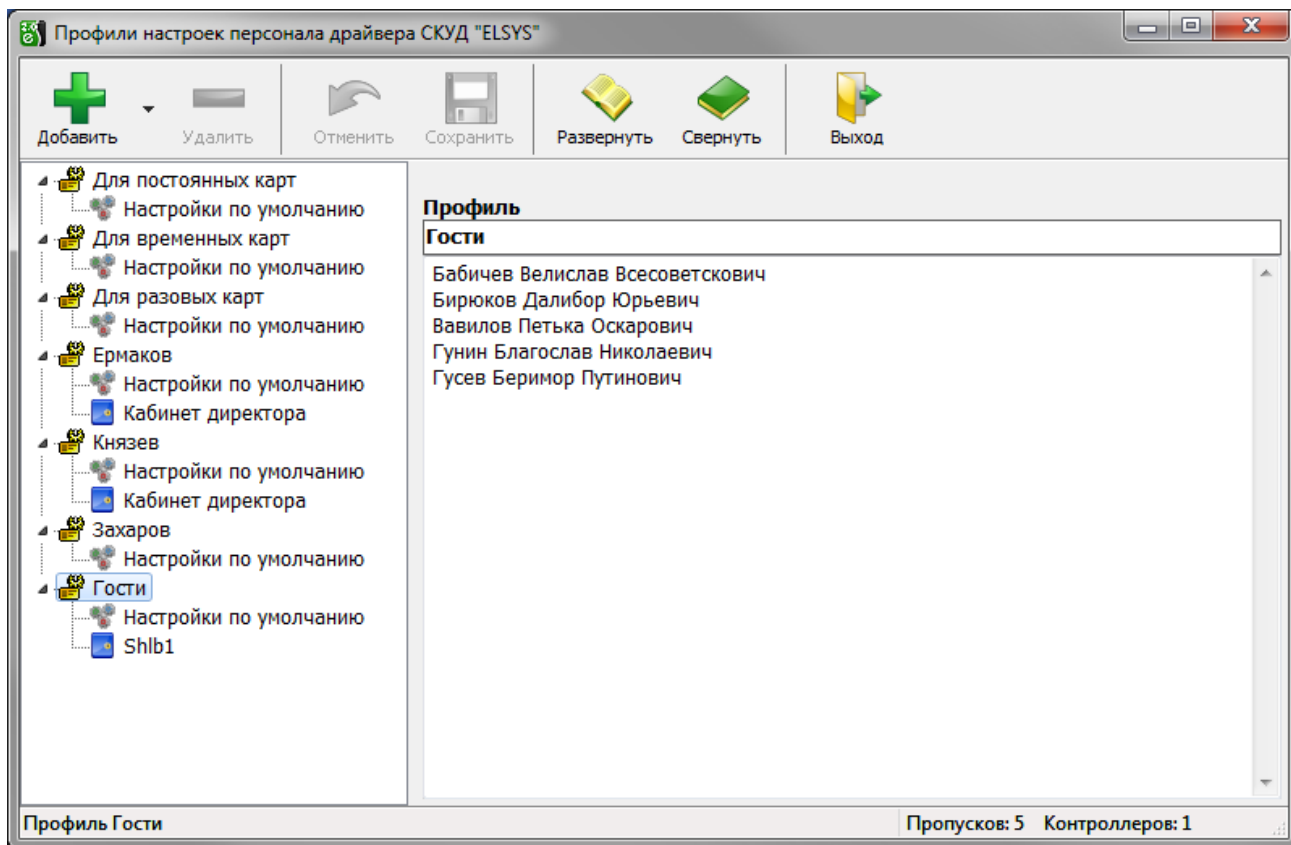 Профили настроек персонала драйвера СКУД "ELSYS"
Добавить Удалить Отменить Сохранить Развернуть Свернуть Выход
Для постоянных карт
Настройки по умолчанию
Для временных карт
Настройки по умолчанию
Для разовых карт
Настройки по умолчанию
Ермаков
Настройки по умолчанию
Кабинет директора
Князев
Настройки по умолчанию
Кабинет директора
Захаров
Настройки по умолчанию
Гости
Настройки по умолчанию
Shlb1
Профиль
Гости
Бабичев Велислав Всесоветскович
Бирюков Далибор Юрьевич
Вавилов Петька Оскарович
Гунин Благослав Николаевич
Гусев Беримор Путинович
Профиль Гости Пропусков: 5 Контроллеров: 1